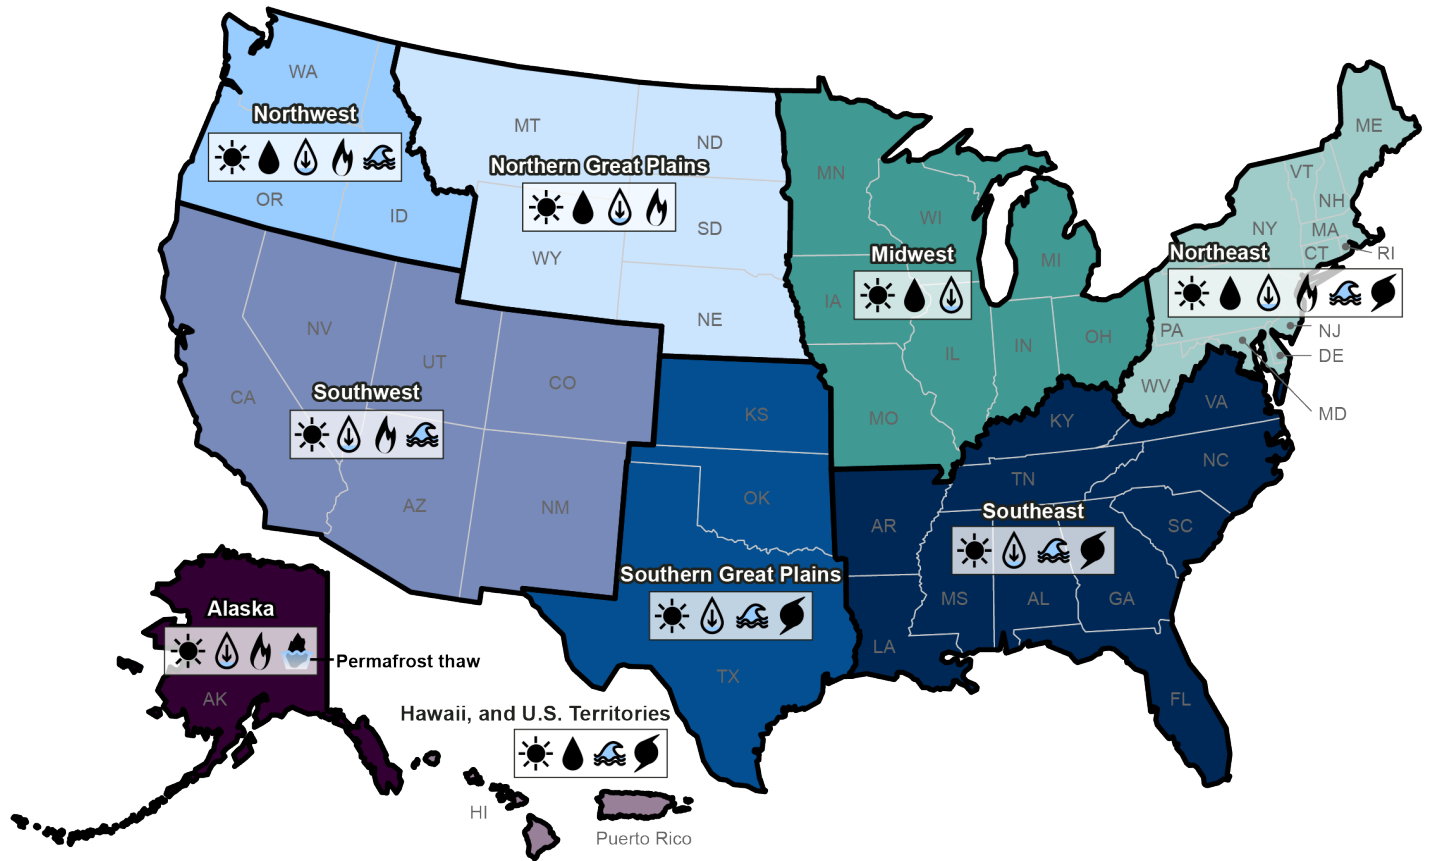 WA
Northwest
OR
ID
MT
ND
Northern Great Plains
WY
SD
NE
MN
WI
MI
Midwest
IA
IL
IN
OH
MO
ME
VT
NH
NY
MA
CT
RI
Northeast
PA
NJ
DE
WV
MD
NV
UT
CO
CA
Southwest
AZ
NM
KS
OK
Southern Great Plains
TX
KY
VA
TN
NC
AR
Southeast
SC
MS
AL
GA
LA
FL
Alaska
Permafrost thaw
AK
Hawaii, and U.S. Territories
HI
Puerto Rico